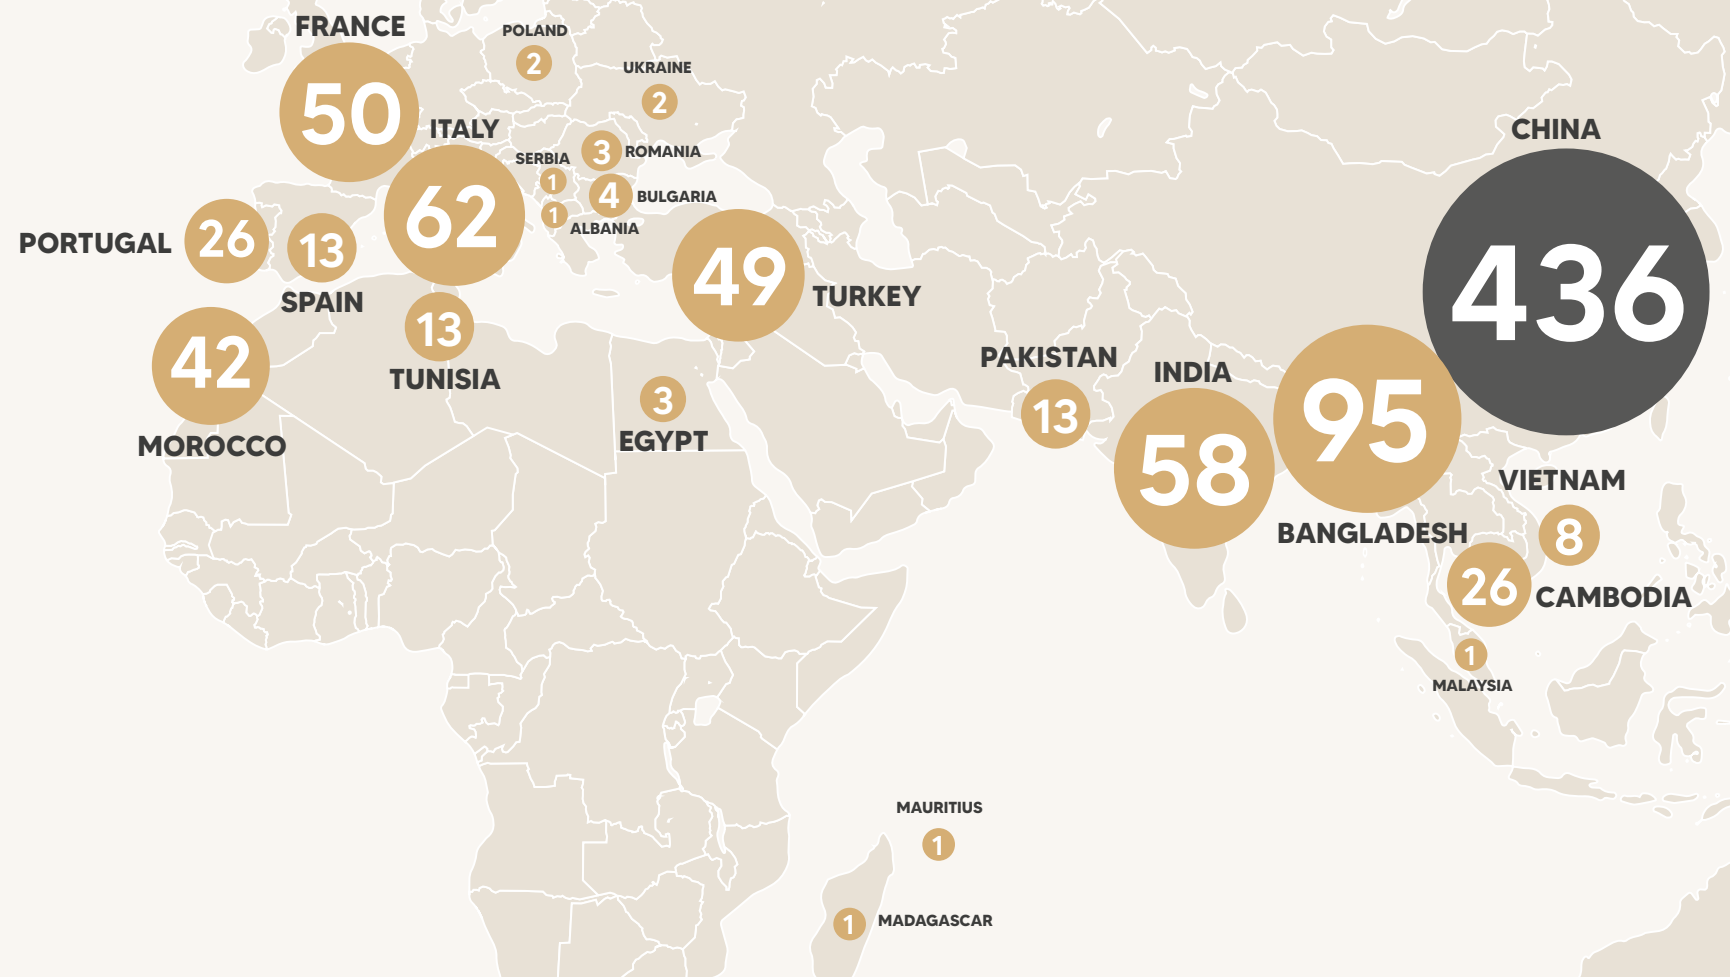 FRANCE
50
POLAND
2
UKRAINE
2
ITALY
62
SERBIA
1
3
ROMANIA
4
BULGARIA
1
ALBANIA
PORTUGAL
26
13
SPAIN
49
TURKEY
42
MOROCCO
13
TUNISIA
3
EGYPT
CHINA
436
PAKISTAN
13
INDIA
58
95
BANGLADESH
VIETNAM
8
26
CAMBODIA
1
MALAYSIA
MAURITIUS
1
1
MADAGASCAR